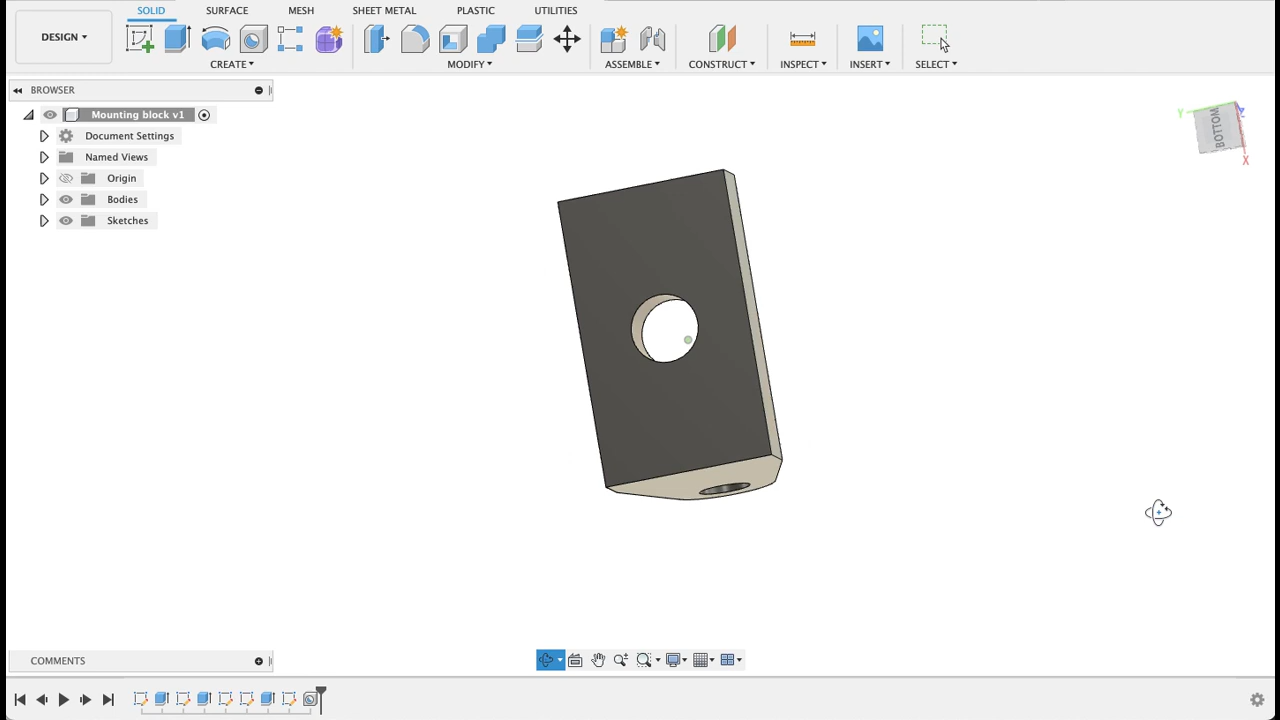 SOLID SURFACE MESH SHEET METAL PLASTIC UTILITIES
DESIGN
CREATE MODIFY ASSEMBLE CONSTRUCT INSPECT INSERT SELECT
BROWSER
Mounting block v1
Document Settings
Named Views
Origin
Bodies
Sketches
Y
BOTTOM
Z
X
COMMENTS